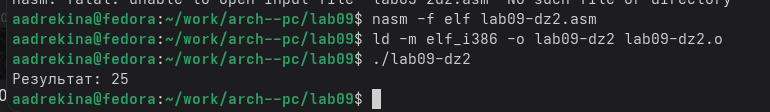 nasm: fatal: unable to open input file `lab09-dz2.asm' No such file or directory
aadrekina@fedora:~/work/arch--pc/lab09$ nasm -f elf lab09-dz2.asm
aadrekina@fedora:~/work/arch--pc/lab09$ ld -m elf_i386 -o lab09-dz2 lab09-dz2.o
aadrekina@fedora:~/work/arch--pc/lab09$ ./lab09-dz2
Результат: 25
aadrekina@fedora:~/work/arch--pc/lab09$